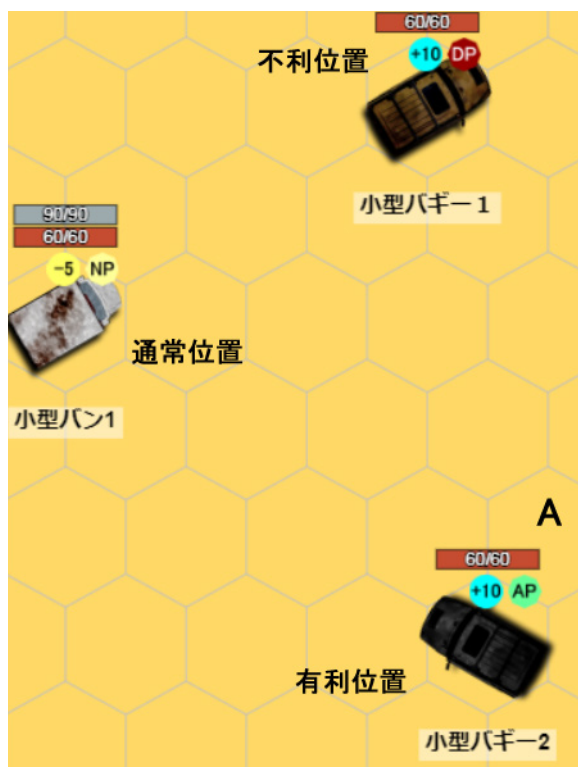 60/60
不利位置
+10 DP
小型バギー1
90/90
60/60
-5 NP
通常位置
小型バン1
A
60/60
+10 AP
有利位置
小型バギー2